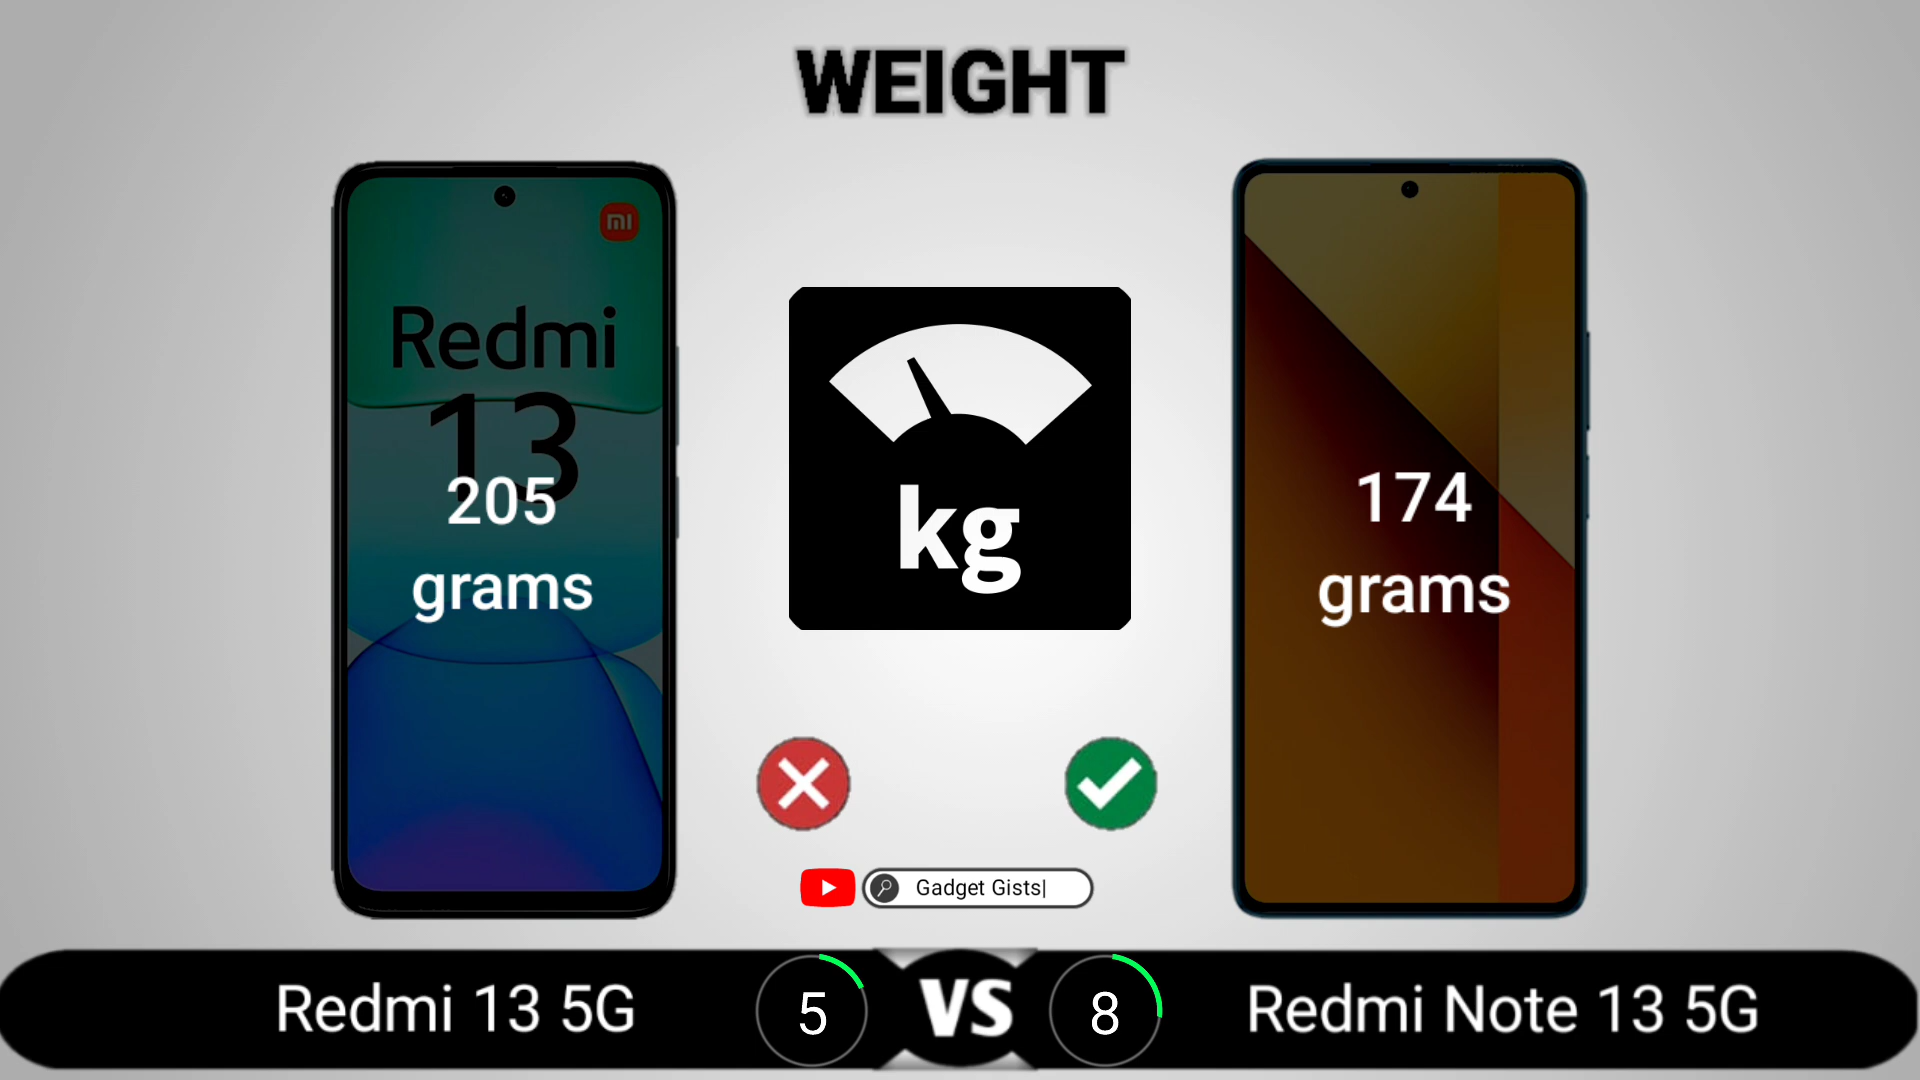 WEIGHT
mi
Redmi
13
205
grams
kg
174
grams
Gadget Gists|
Redmi 13 5G
5
VS
8
Redmi Note 13 5G